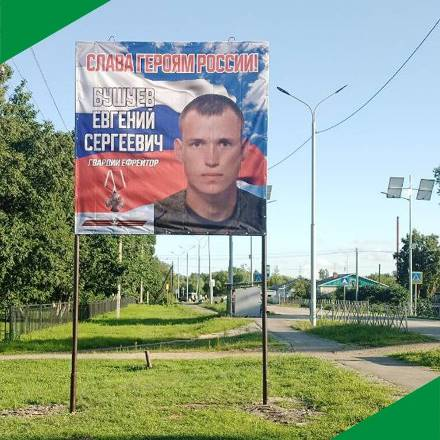 СЛАВА ГЕРОЯМ РОССИИ!
БУШУЕВ
ЕВГЕНИЙ
СЕРГЕЕВИЧ
ГВАРДИИ ЕФРЕЙТОР